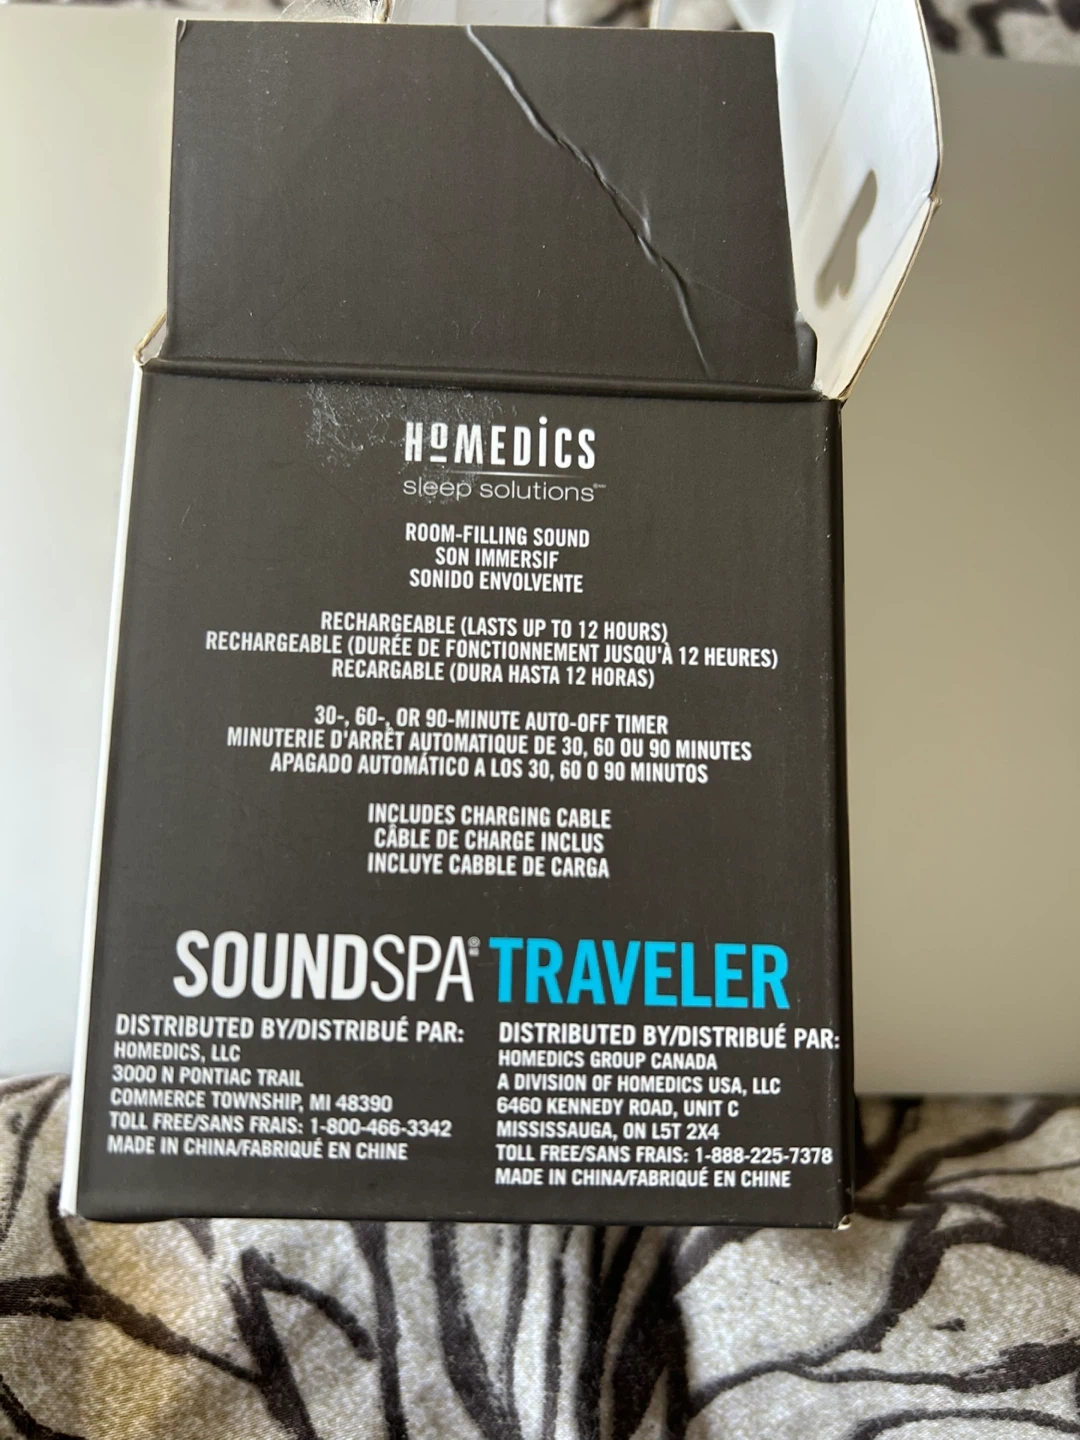 HOMEDICS
sleep solutions
ROOM-FILLING SOUND
SON IMMERSIF
SONIDO ENVOLVENTE
RECHARGEABLE (LASTS UP TO 12 HOURS)
RECHARGEABLE (DURÉE DE FONCTIONNEMENT JUSQU'À 12 HEURES)
RECARGABLE (DURA HASTA 12 HORAS)
30-, 60-, OR 90-MINUTE AUTO-OFF TIMER
MINUTERIE D'ARRÊT AUTOMATIQUE DE 30, 60 OU 90 MINUTES
APAGADO AUTOMÁTICO A LOS 30, 60 O 90 MINUTOS
INCLUDES CHARGING CABLE
CÂBLE DE CHARGE INCLUS
INCLUYE CABBLE DE CARGA
SOUNDSPA® TRAVELER
DISTRIBUTED BY/DISTRIBUÉ PAR:
HOMEDICS, LLC
3000 N PONTIAC TRAIL
COMMERCE TOWNSHIP, MI 48390
TOLL FREE/SANS FRAIS: 1-800-466-3342
MADE IN CHINA/FABRIQUÉ EN CHINE
DISTRIBUTED BY/DISTRIBUÉ PAR:
HOMEDICS GROUP CANADA
A DIVISION OF HOMEDICS USA, LLC
6460 KENNEDY ROAD, UNIT C
MISSISSAUGA, ON L5T 2X4
TOLL FREE/SANS FRAIS: 1-888-225-7378
MADE IN CHINA/FABRIQUÉ EN CHINE